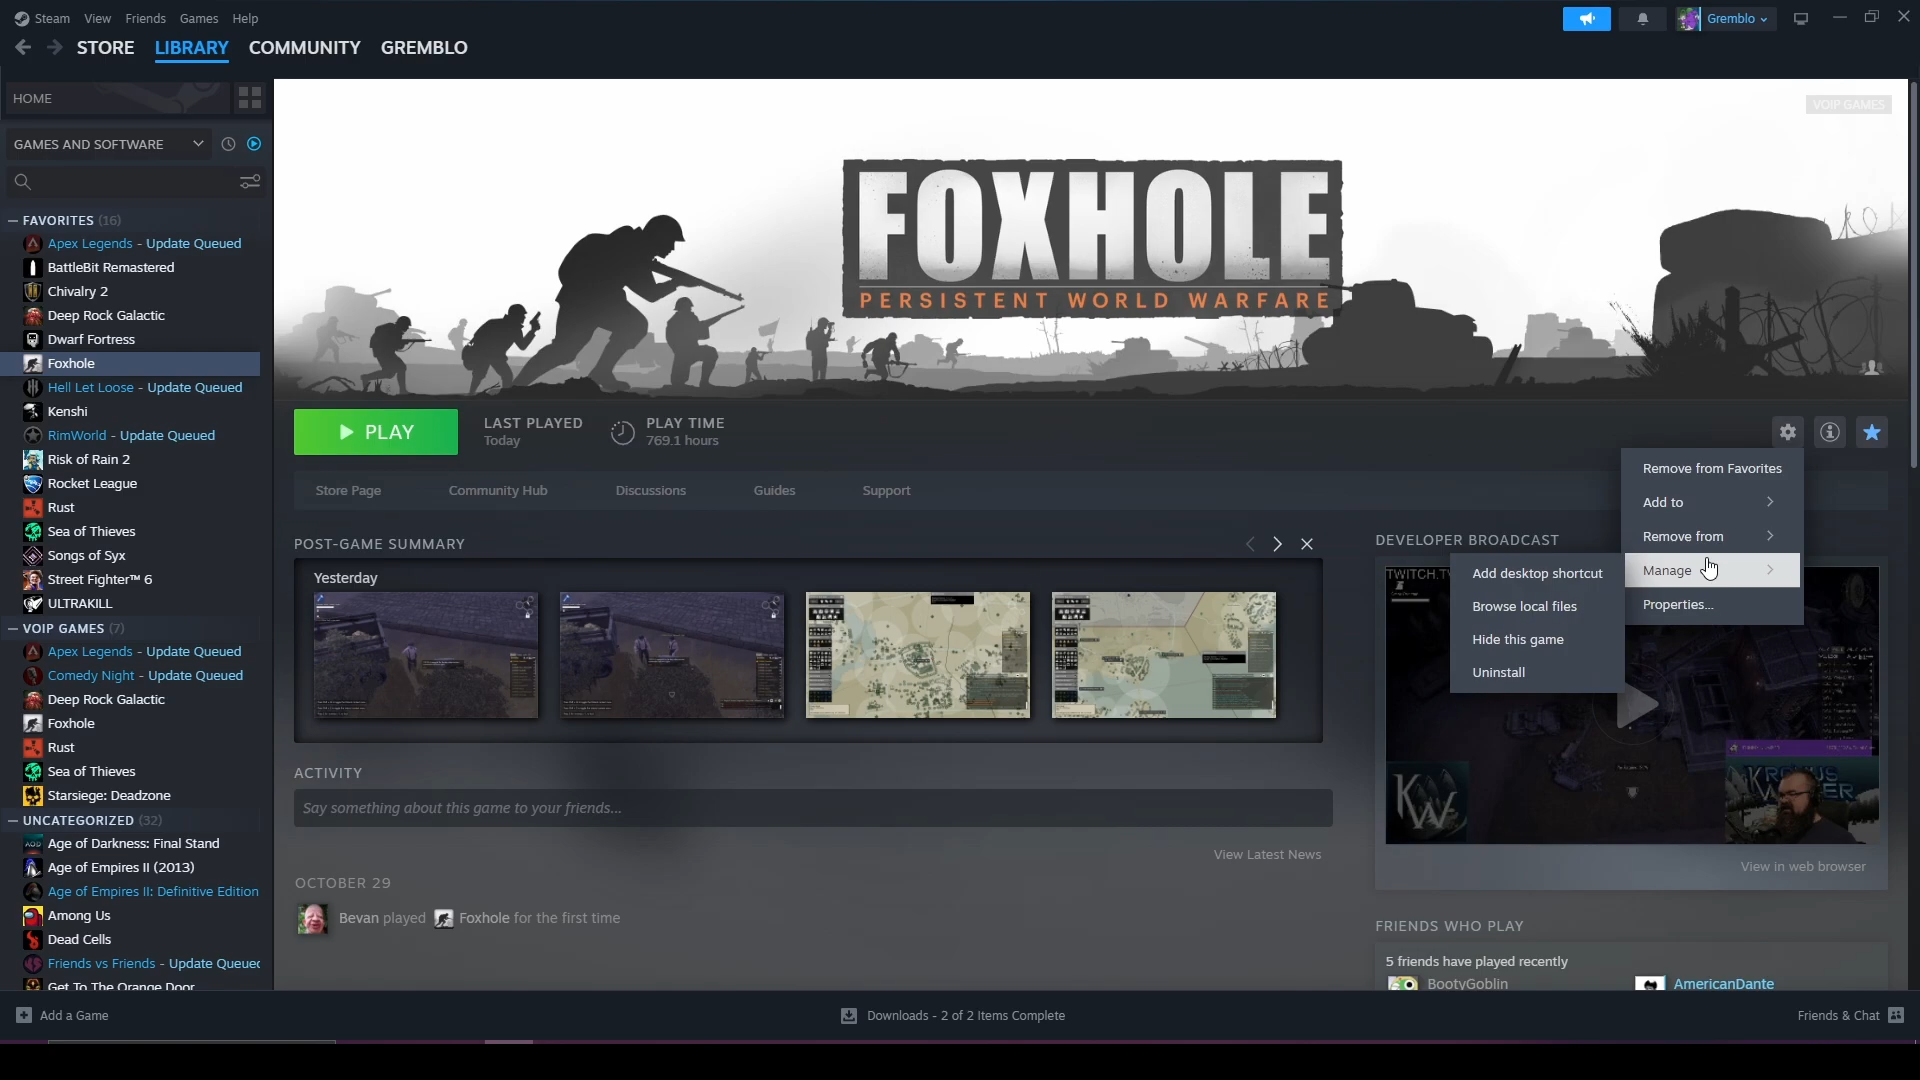 Steam View Friends Games Help
Gremblo
STORE LIBRARY COMMUNITY GREMBLO
HOME
VOIP GAMES
GAMES AND SOFTWARE
FOXHOLE
PERSISTENT WORLD WARFARE
— FAVORITES (16)
Apex Legends - Update Queued
BattleBit Remastered
Chivalry 2
Deep Rock Galactic
Dwarf Fortress
Foxhole
Hell Let Loose - Update Queued
Kenshi
RimWorld - Update Queued
Risk of Rain 2
Rocket League
Rust
Sea of Thieves
Songs of Syx
Street Fighter™ 6
ULTRAKILL
— VOIP GAMES (7)
Apex Legends - Update Queued
Comedy Night - Update Queued
Deep Rock Galactic
Foxhole
Rust
Sea of Thieves
Starsiege: Deadzone
— UNCATEGORIZED (32)
Age of Darkness: Final Stand
Age of Empires II (2013)
Age of Empires II: Definitive Edition
Among Us
Dead Cells
Friends vs Friends - Update Queued
Get To The Orange Door
PLAY
LAST PLAYED
Today
PLAY TIME
769.1 hours
Store Page Community Hub Discussions Guides Support
Remove from Favorites
Add to
Remove from
Manage
Properties...
Add desktop shortcut
Browse local files
Hide this game
Uninstall
POST-GAME SUMMARY
Yesterday
ACTIVITY
Say something about this game to your friends...
View Latest News
OCTOBER 29
Bevan played Foxhole for the first time
DEVELOPER BROADCAST
TWITCH.TV
KW
View in web browser
FRIENDS WHO PLAY
5 friends have played recently
BootyGoblin AmericanDante
Add a Game
Downloads - 2 of 2 Items Complete
Friends & Chat